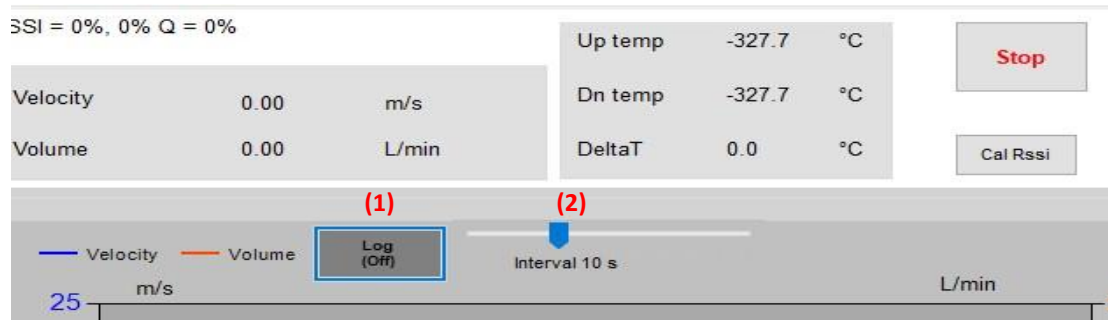 SSI = 0%, 0% Q = 0%
Up temp -327.7 °C
Stop
Velocity 0.00 m/s
Dn temp -327.7 °C
Volume 0.00 L/min
DeltaT 0.0 °C
Cal Rssi
(1) (2)
Velocity Volume
Log
(Off)
Interval 10 s
m/s
L/min
25